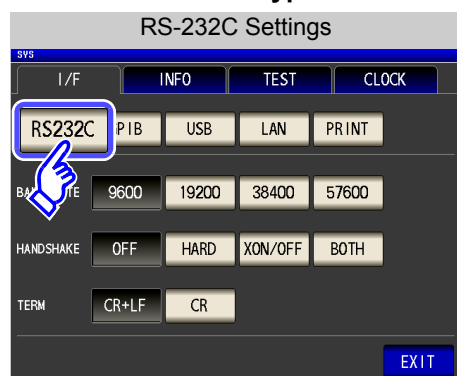 RS-232C Settings
SYS
I/F INFO TEST CLOCK
RS232C PIB USB LAN PRINT
9600 19200 38400 57600
HANDSHAKE OFF HARD XON/OFF BOTH
TERM CR+LF CR
EXIT